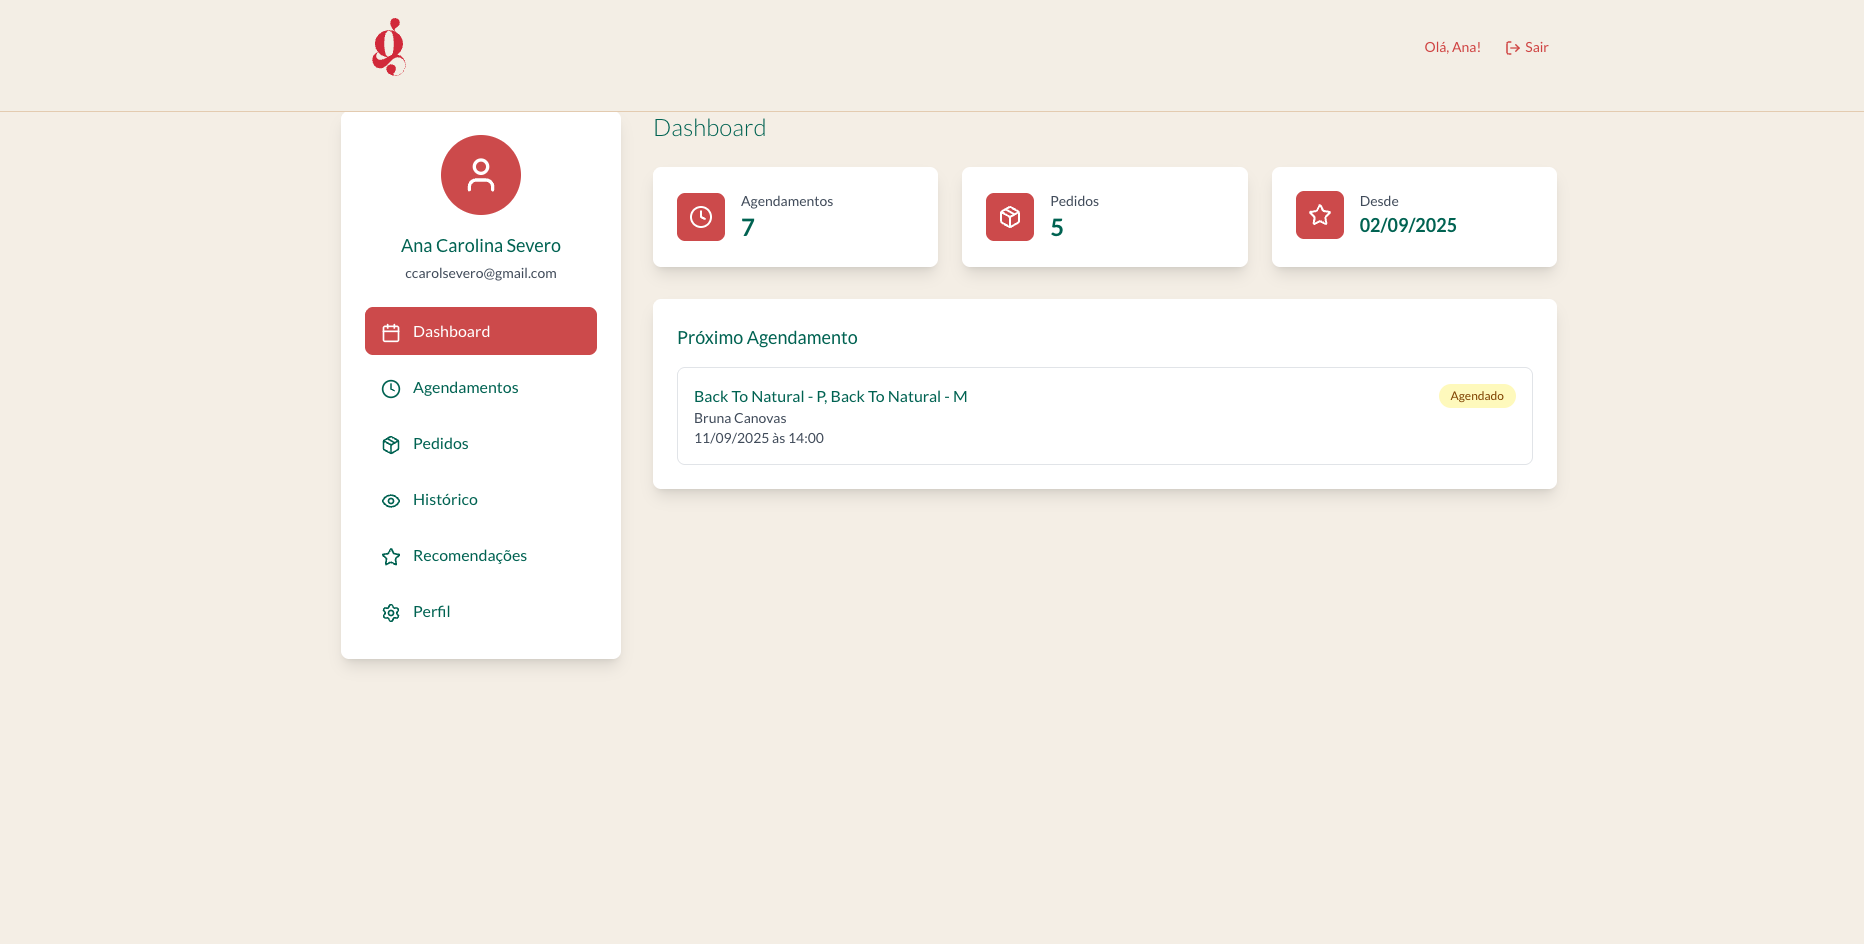 g
Olá, Ana!
Sair
Ana Carolina Severo
ccarolsevero@gmail.com
Dashboard
Agendamentos
Pedidos
Histórico
Recomendações
Perfil
Dashboard
Agendamentos
7
Pedidos
5
Desde
02/09/2025
Próximo Agendamento
Back To Natural - P, Back To Natural - M
Agendado
Bruna Canovas
11/09/2025 às 14:00